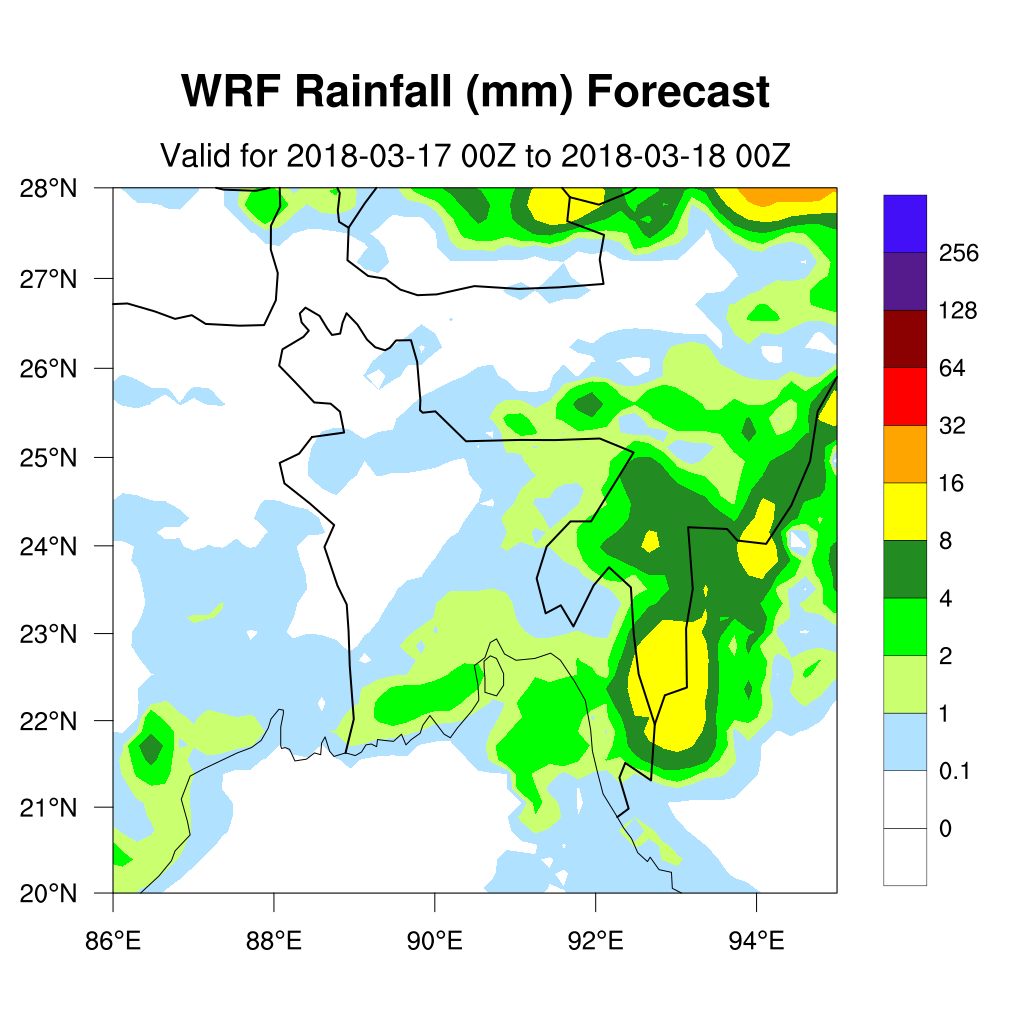 WRF Rainfall (mm) Forecast
Valid for 2018-03-17 00Z to 2018-03-18 00Z
28°N
27°N
26°N
25°N
24°N
23°N
22°N
21°N
20°N
86°E
88°E
90°E
92°E
94°E
256
128
64
32
16
8
4
2
1
0.1
0